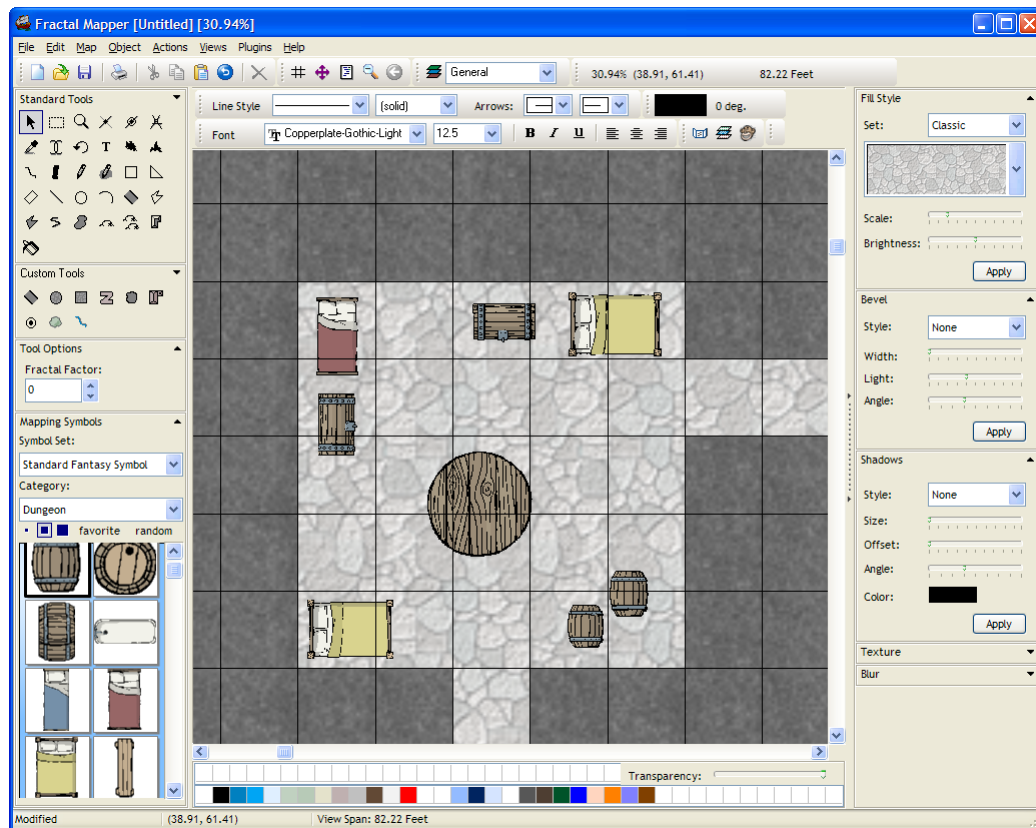 Fractal Mapper [Untitled] [30.94%]
File Edit Map Object Actions Views Plugins Help
General 30.94% (38.91, 61.41) 82.22 Feet
Standard Tools
Line Style (solid) Arrows: 0 deg.
Font Copperplate-Gothic-Light 12.5 B I U
Custom Tools
Tool Options
Fractal Factor:
0
Mapping Symbols
Symbol Set:
Standard Fantasy Symbol
Category:
Dungeon
favorite random
Fill Style
Set: Classic
Scale:
Brightness:
Apply
Bevel
Style: None
Width:
Light:
Angle:
Apply
Shadows
Style: None
Size:
Offset:
Angle:
Color:
Apply
Texture
Blur
Transparency:
Modified (38.91, 61.41) View Span: 82.22 Feet